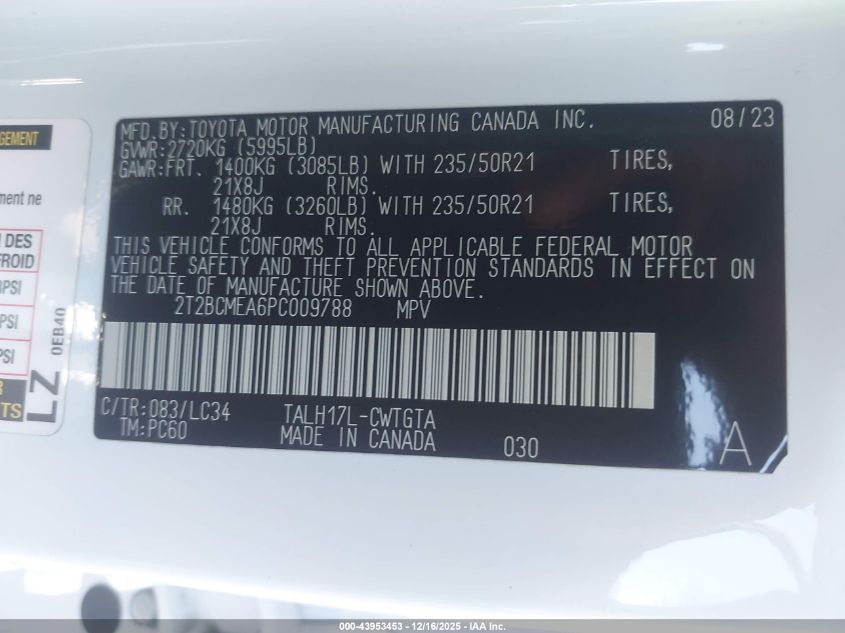 MFD.BY:TOYOTA MOTOR MANUFACTURING CANADA INC. 08/23
GVWR:2720KG (5995LB)
GAWR:FRT. 1400KG (3085LB) WITH 235/50R21 TIRES,
21X8J RIMS.
RR. 1480KG (3260LB) WITH 235/50R21 TIRES,
21X8J RIMS.
THIS VEHICLE CONFORMS TO ALL APPLICABLE FEDERAL MOTOR
VEHICLE SAFETY AND THEFT PREVENTION STANDARDS IN EFFECT ON
THE DATE OF MANUFACTURE SHOWN ABOVE.
2T2BCMEA6PC009788 MPV
C/TR:083/LC34 TALH17L-CWTGTA
TM:PC60 MADE IN CANADA 030 A
GEMENT
ment ne
DES
FROID
PSI
PSI
PSI
TS
LZ 0EB40
000-43953453 - 12/16/2025 - IAA Inc.